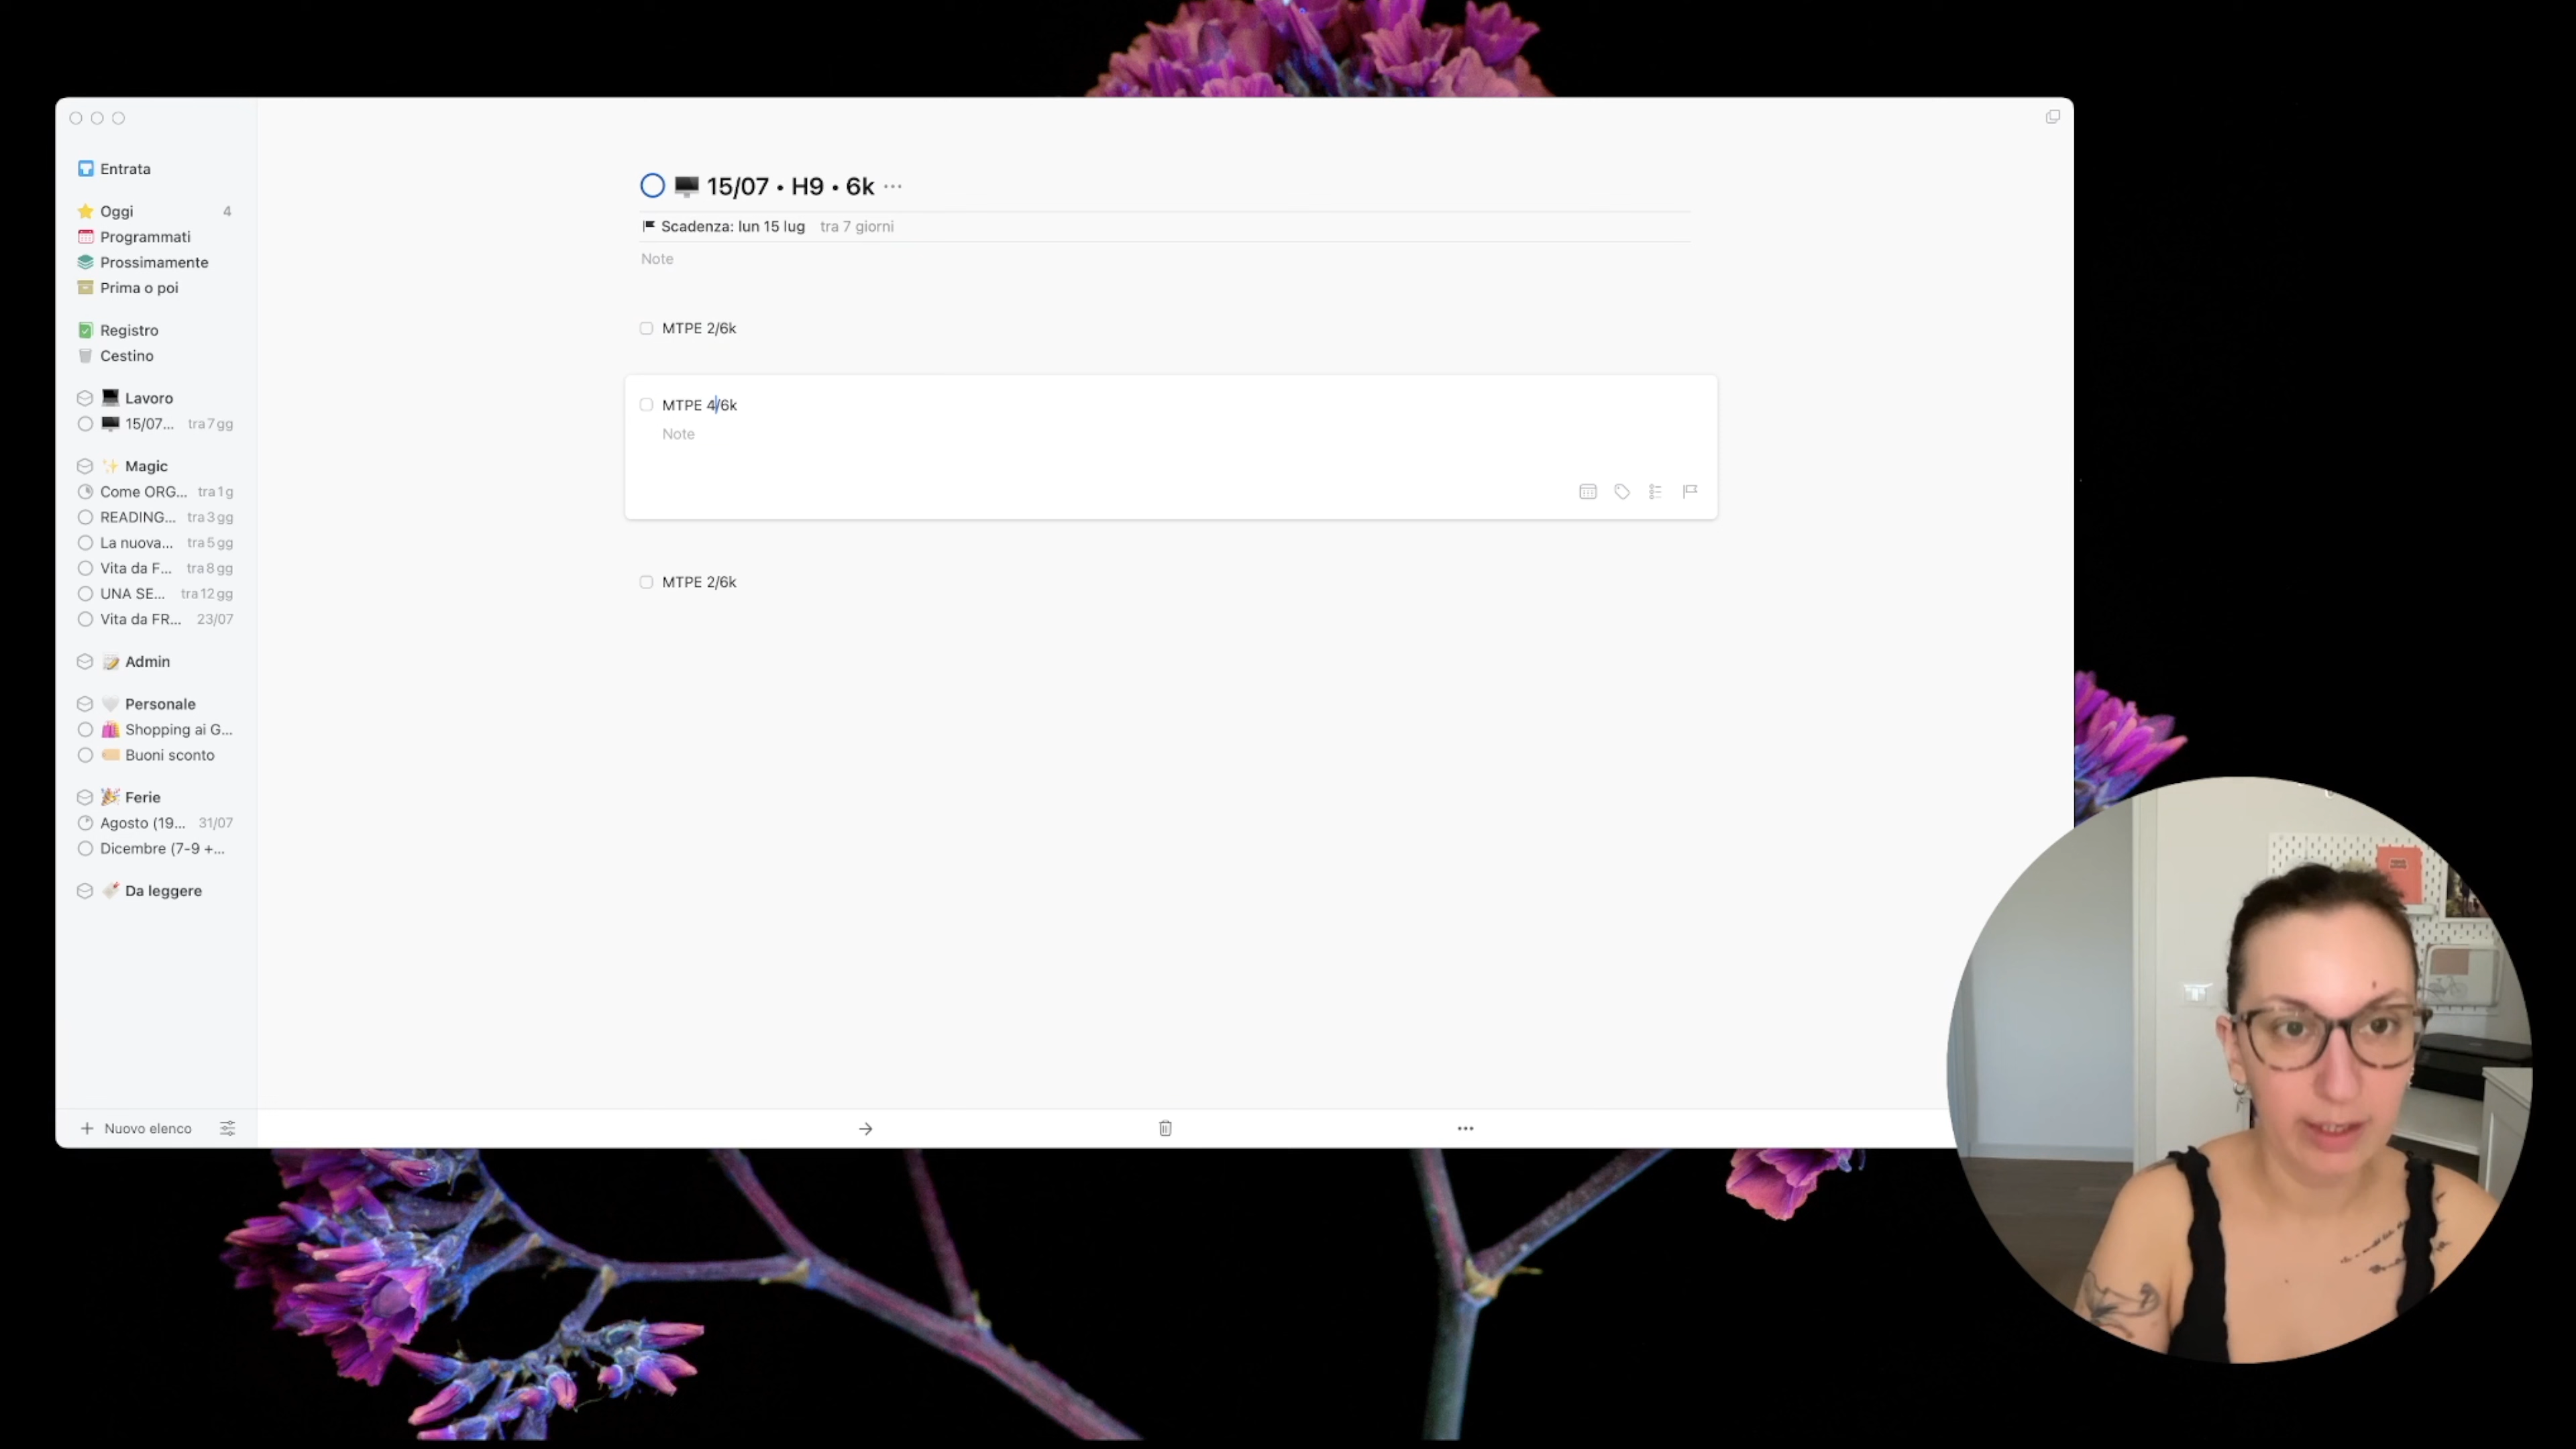 Entrata
Oggi 4
Programmati
Prossimamente
Prima o poi
Registro
Cestino
Lavoro
15/07... tra 7 gg
Magic
Come ORG... tra 1 g
READING... tra 3 gg
La nuova... tra 5 gg
Vita da F... tra 8 gg
UNA SE... tra 12 gg
Vita da FR... 23/07
Admin
Personale
Shopping ai G...
Buoni sconto
Ferie
Agosto (19... 31/07
Dicembre (7-9 +...
Da leggere
Nuovo elenco
15/07 • H9 • 6k
Scadenza: lun 15 lug tra 7 giorni
Note
MTPE 2/6k
MTPE 4/6k
Note
MTPE 2/6k